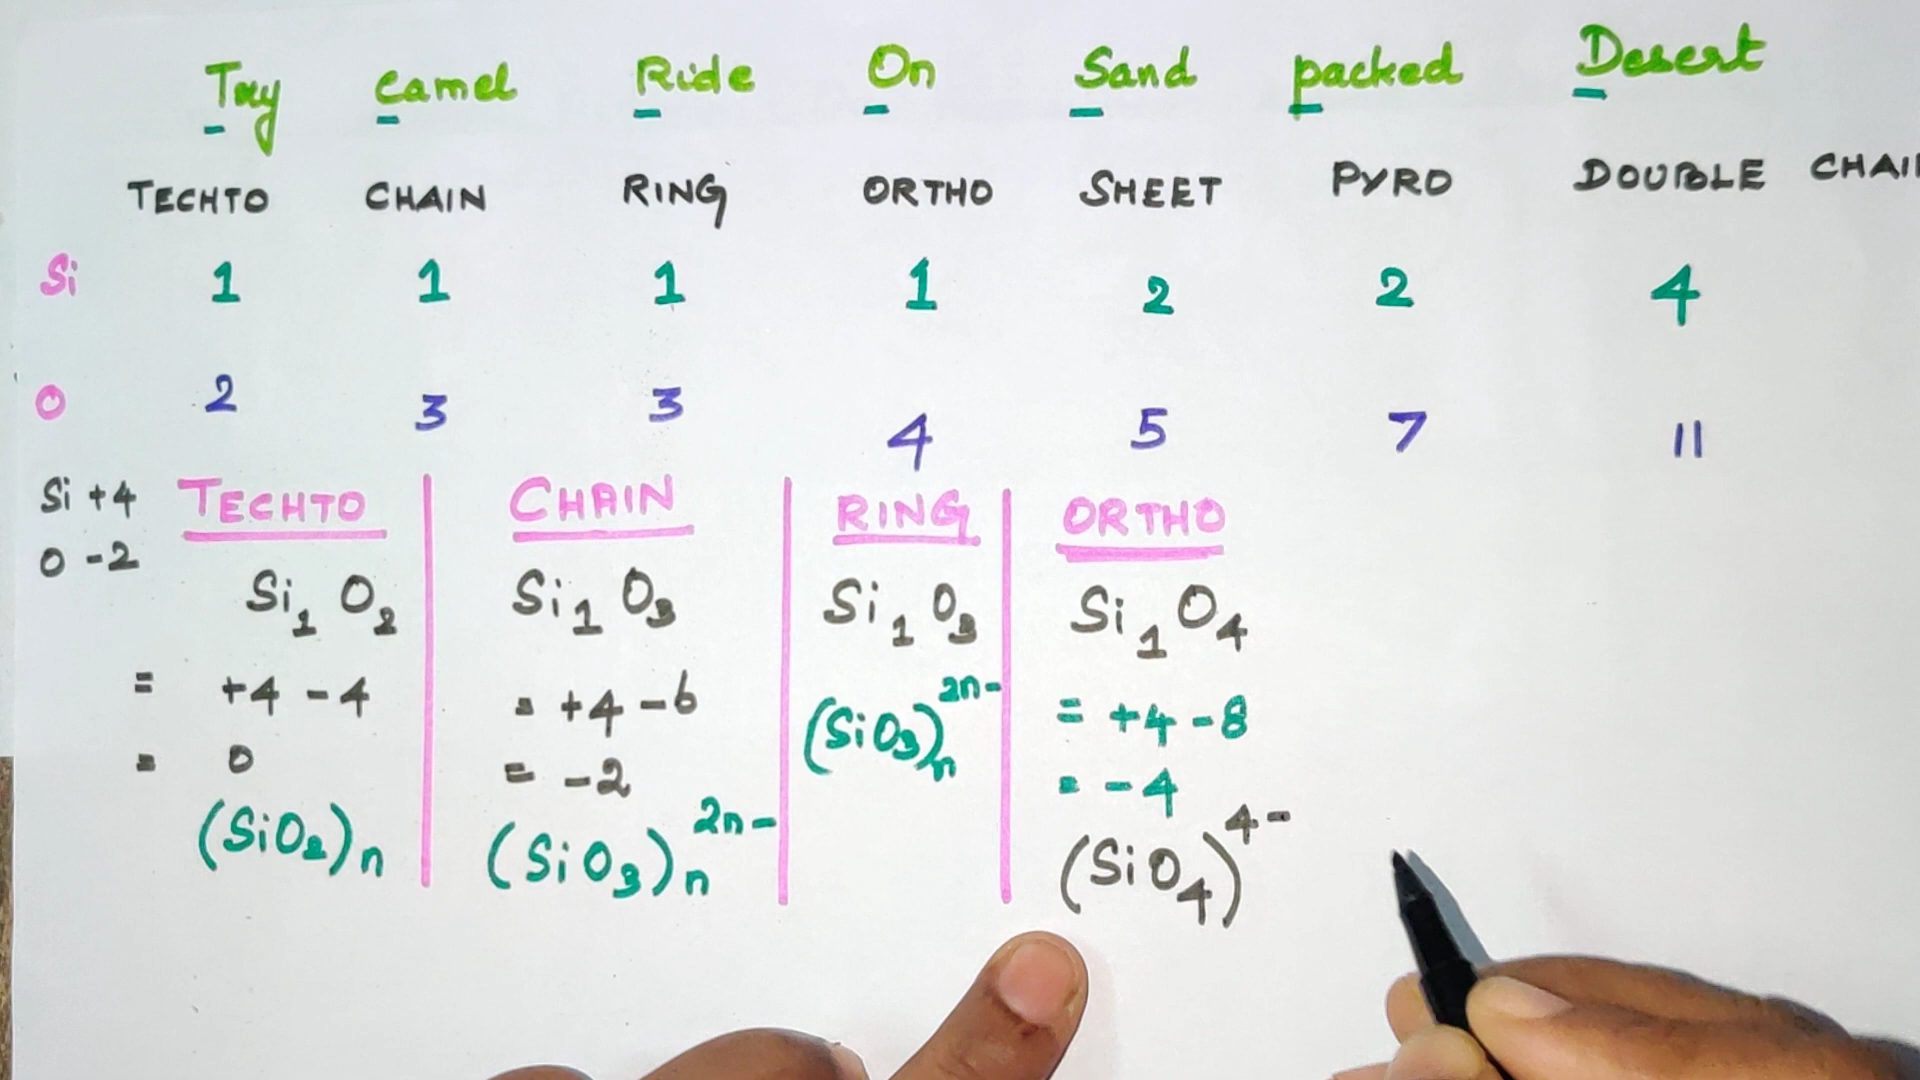 Try Camel Ride On Sand packed Desert
TECHTO CHAIN RING ORTHO SHEET PYRO DOUBLE CHAI
Si 1 1 1 1 2 2 4
O 2 3 3 4 5 7 11
Si +4 TECHTO CHAIN RING ORTHO
O -2
Si₁ O₂ Si₁ O₃ Si₁ O₃ Si₁ O₄
= +4 -4 = +4 -6 (SiO₃)ₙ²ⁿ⁻ = +4 -8
= 0 = -2 = -4
(SiO₂)ₙ (SiO₃)ₙ²ⁿ⁻ (SiO₄)⁴⁻